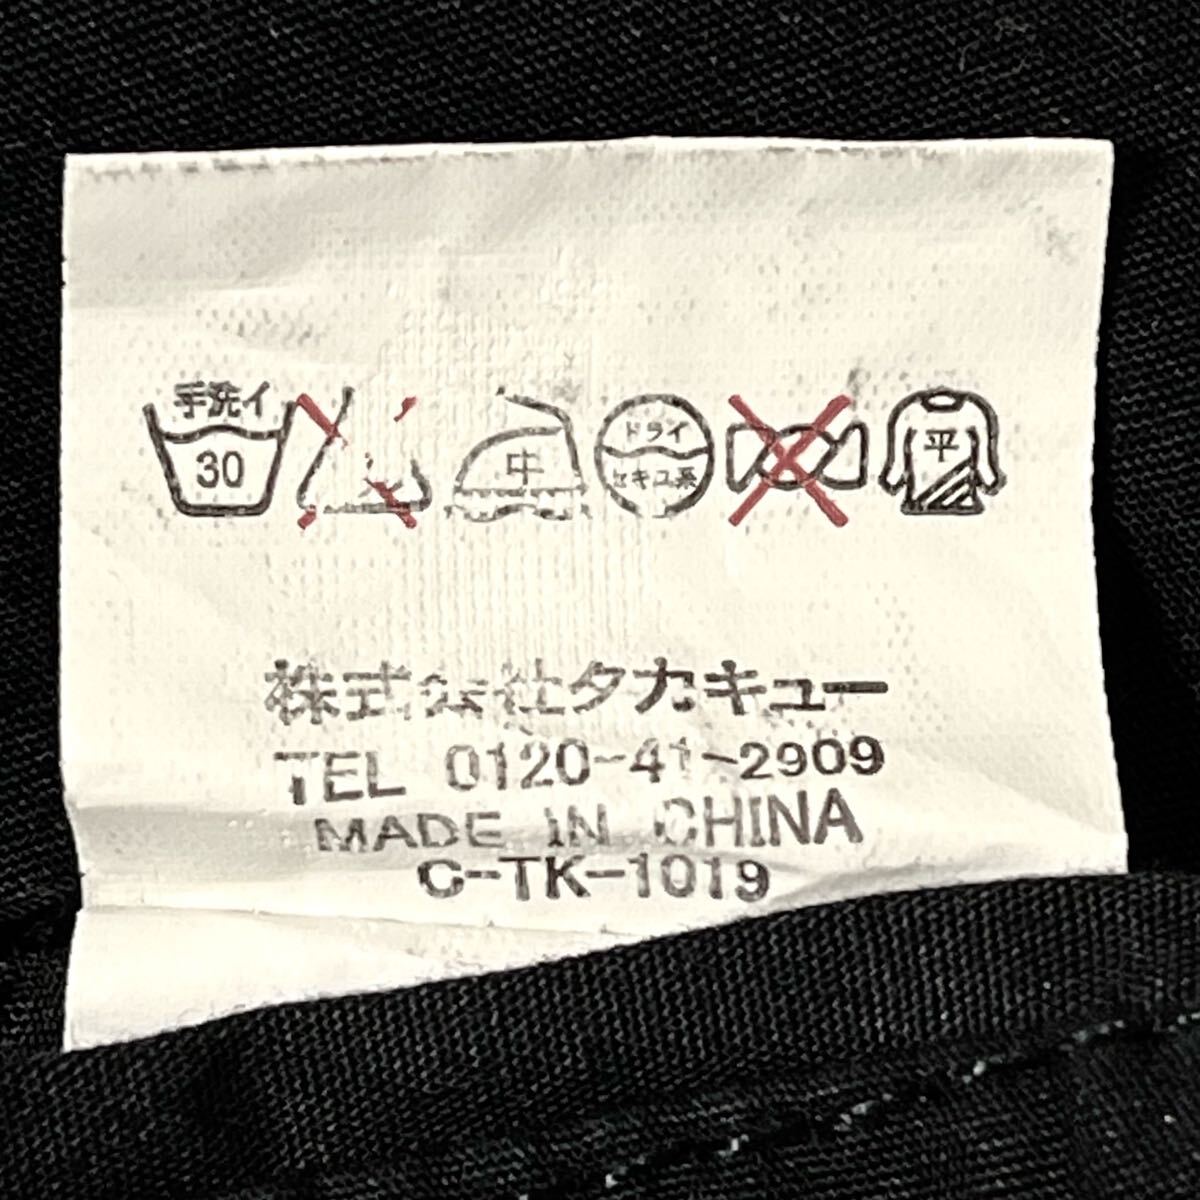 手洗イ
30
中
ドライ
セキユ系
平
株式会社タカキュー
TEL 0120-41-2909
MADE IN CHINA
C-TK-1019